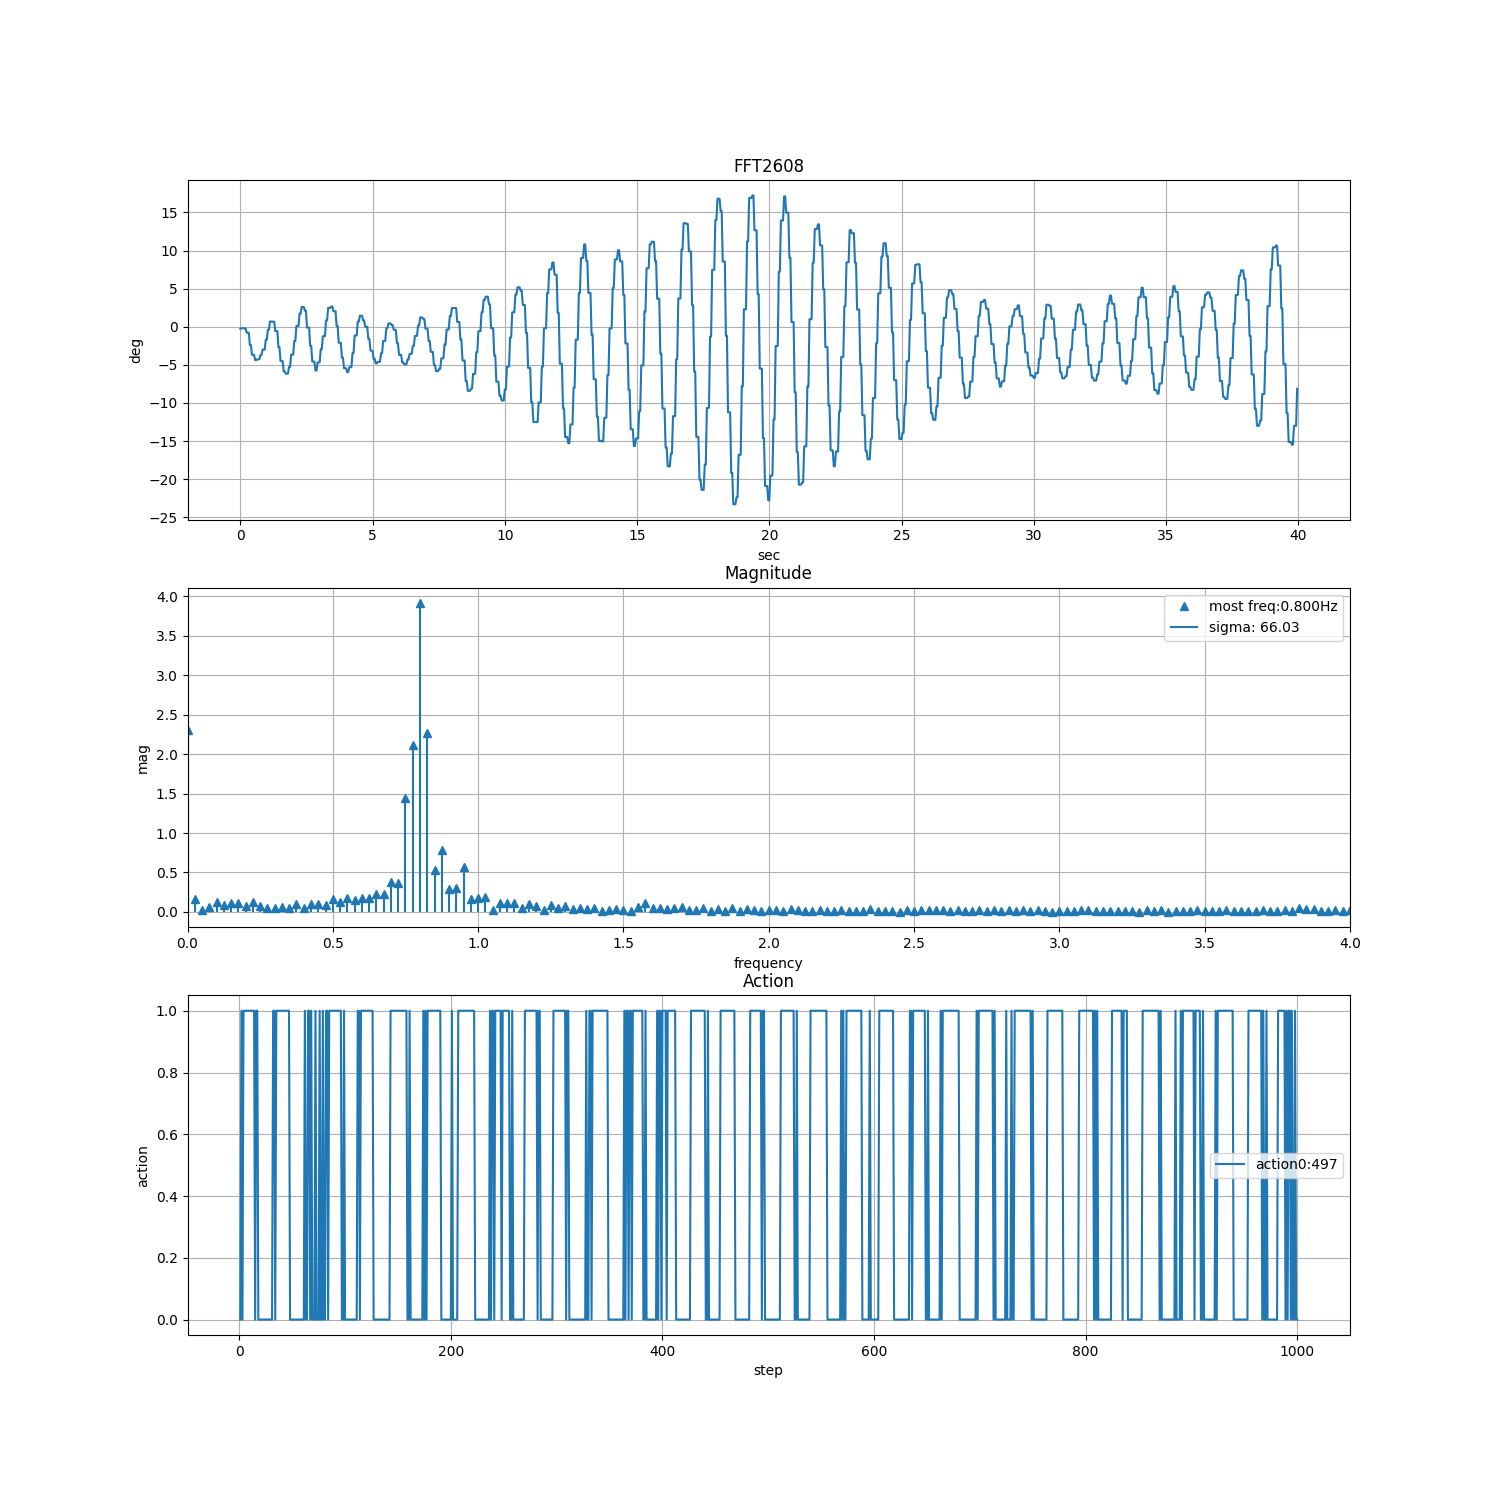 FFT2608
15
10
5
0
−5
−10
−15
−20
−25
deg
0 5 10 15 20 25 30 35 40
sec
Magnitude
4.0
3.5
3.0
2.5
2.0
1.5
1.0
0.5
0.0
mag
most freq:0.800Hz
sigma: 66.03
0.0 0.5 1.0 1.5 2.0 2.5 3.0 3.5 4.0
frequency
Action
1.0
0.8
0.6
0.4
0.2
0.0
action
action0:497
0 200 400 600 800 1000
step